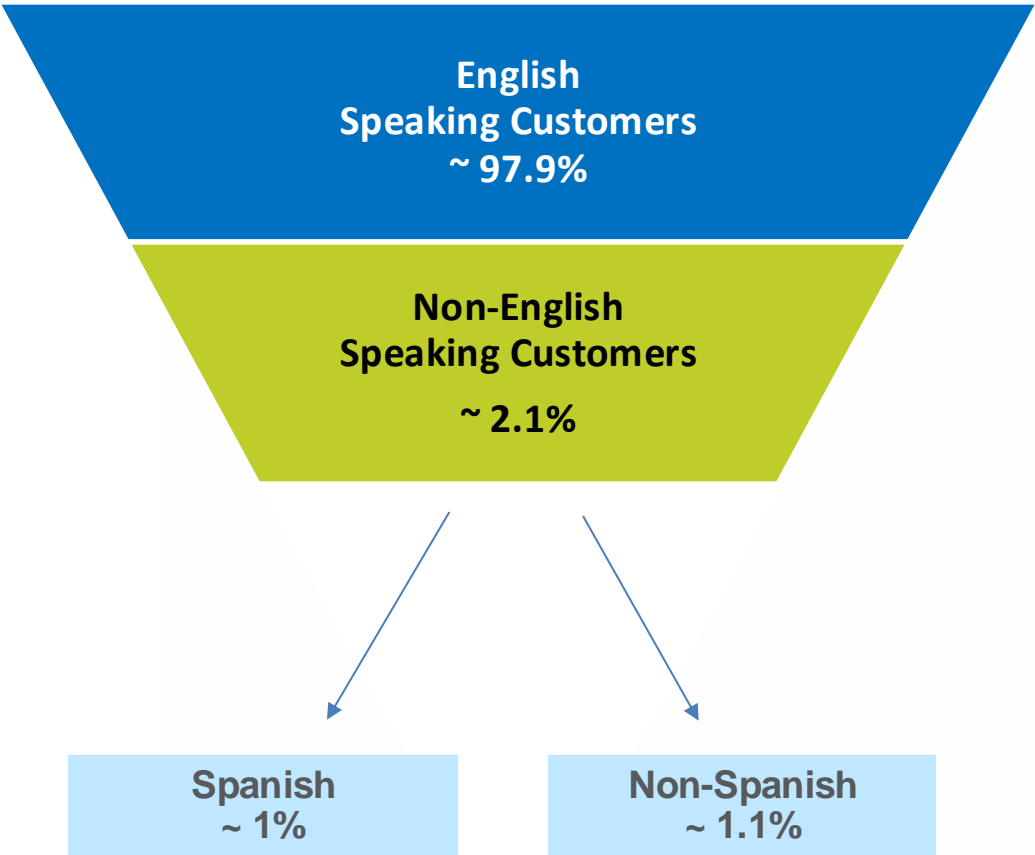 English
Speaking Customers
~ 97.9%
Non-English
Speaking Customers
~ 2.1%
Spanish
~ 1%
Non-Spanish
~ 1.1%